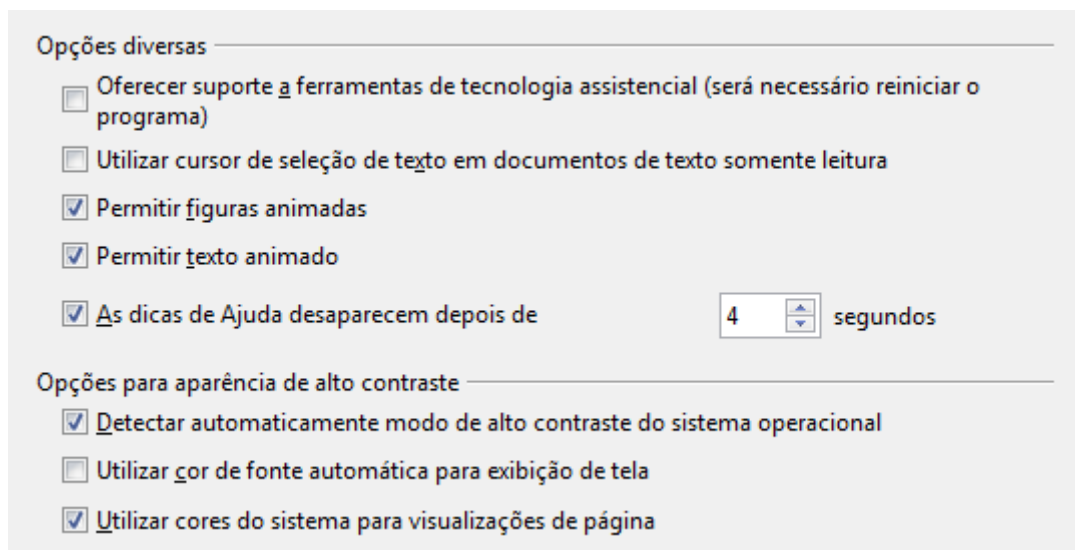 Opções diversas
Oferecer suporte a ferramentas de tecnologia assistencial (será necessário reiniciar o
programa)
Utilizar cursor de seleção de texto em documentos de texto somente leitura
Permitir figuras animadas
Permitir texto animado
As dicas de Ajuda desaparecem depois de 4 segundos
Opções para aparência de alto contraste
Detectar automaticamente modo de alto contraste do sistema operacional
Utilizar cor de fonte automática para exibição de tela
Utilizar cores do sistema para visualizações de página